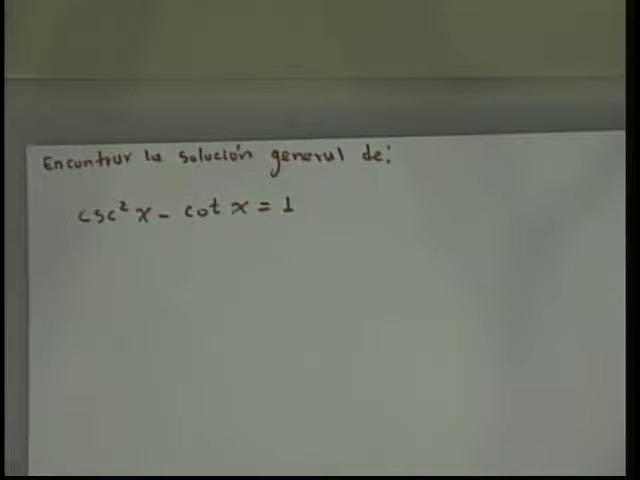 Encontrar la solución general de:
csc² x - cot x = 1